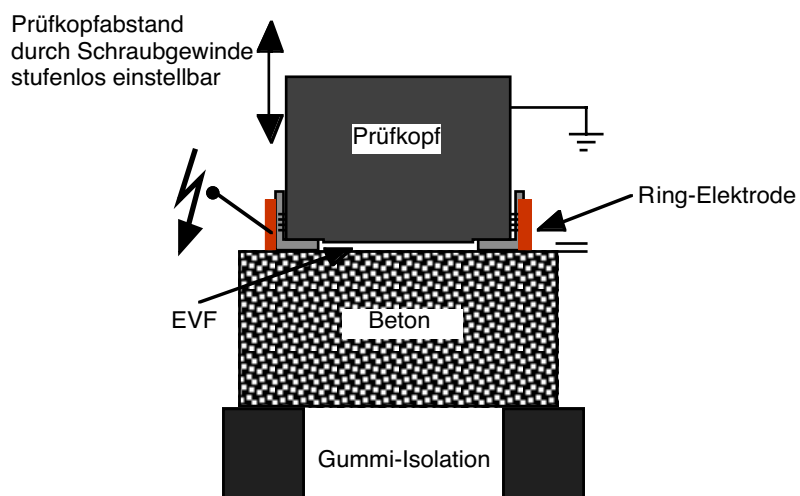 Prüfkopfabstand
durch Schraubgewinde
stufenlos einstellbar
Prüfkopf
Ring-Elektrode
EVF
Beton
Gummi-Isolation